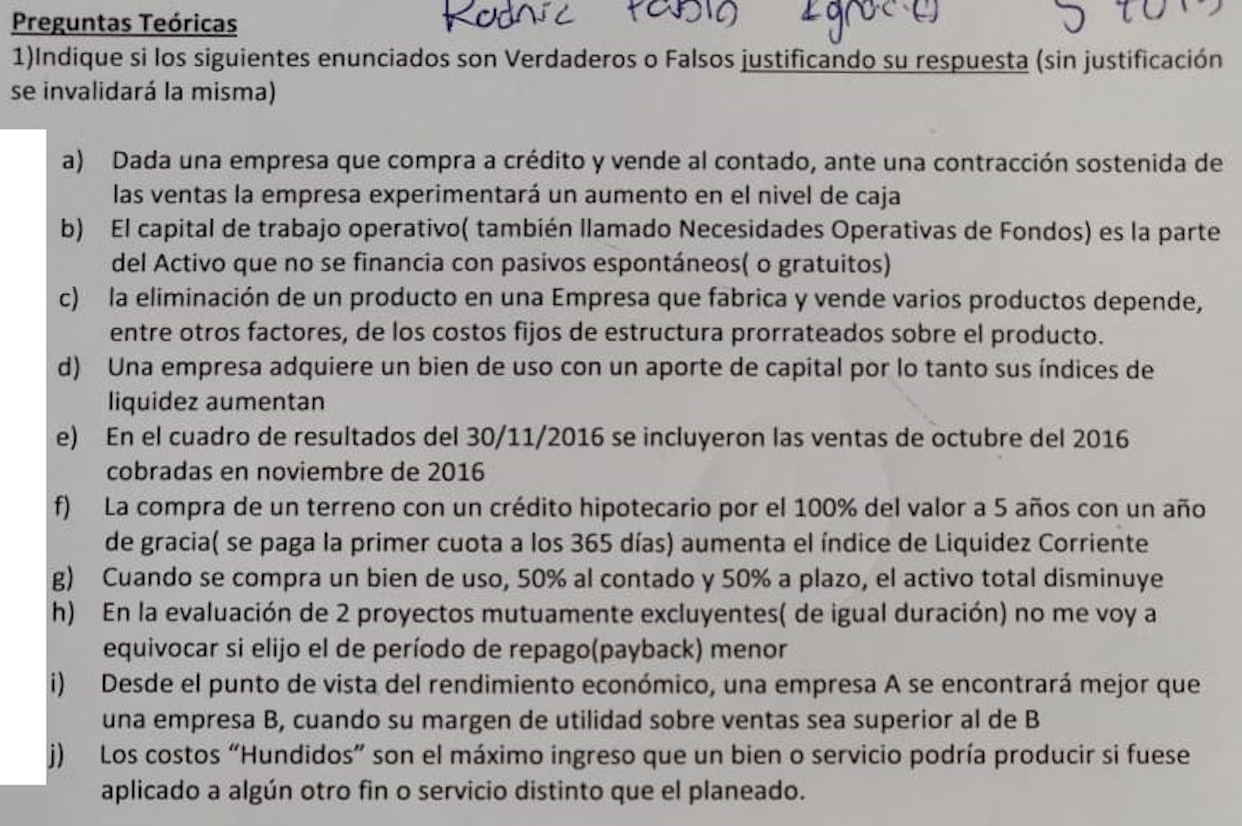 Preguntas Teóricas
1)Indique si los siguientes enunciados son Verdaderos o Falsos justificando su respuesta (sin justificación
se invalidará la misma)
a) Dada una empresa que compra a crédito y vende al contado, ante una contracción sostenida de
las ventas la empresa experimentará un aumento en el nivel de caja
b) El capital de trabajo operativo( también llamado Necesidades Operativas de Fondos) es la parte
del Activo que no se financia con pasivos espontáneos( o gratuitos)
c) la eliminación de un producto en una Empresa que fabrica y vende varios productos depende,
entre otros factores, de los costos fijos de estructura prorrateados sobre el producto.
d) Una empresa adquiere un bien de uso con un aporte de capital por lo tanto sus índices de
liquidez aumentan
e) En el cuadro de resultados del 30/11/2016 se incluyeron las ventas de octubre del 2016
cobradas en noviembre de 2016
f) La compra de un terreno con un crédito hipotecario por el 100% del valor a 5 años con un año
de gracia( se paga la primer cuota a los 365 días) aumenta el índice de Liquidez Corriente
g) Cuando se compra un bien de uso, 50% al contado y 50% a plazo, el activo total disminuye
h) En la evaluación de 2 proyectos mutuamente excluyentes( de igual duración) no me voy a
equivocar si elijo el de período de repago(payback) menor
i) Desde el punto de vista del rendimiento económico, una empresa A se encontrará mejor que
una empresa B, cuando su margen de utilidad sobre ventas sea superior al de B
j) Los costos “Hundidos” son el máximo ingreso que un bien o servicio podría producir si fuese
aplicado a algún otro fin o servicio distinto que el planeado.